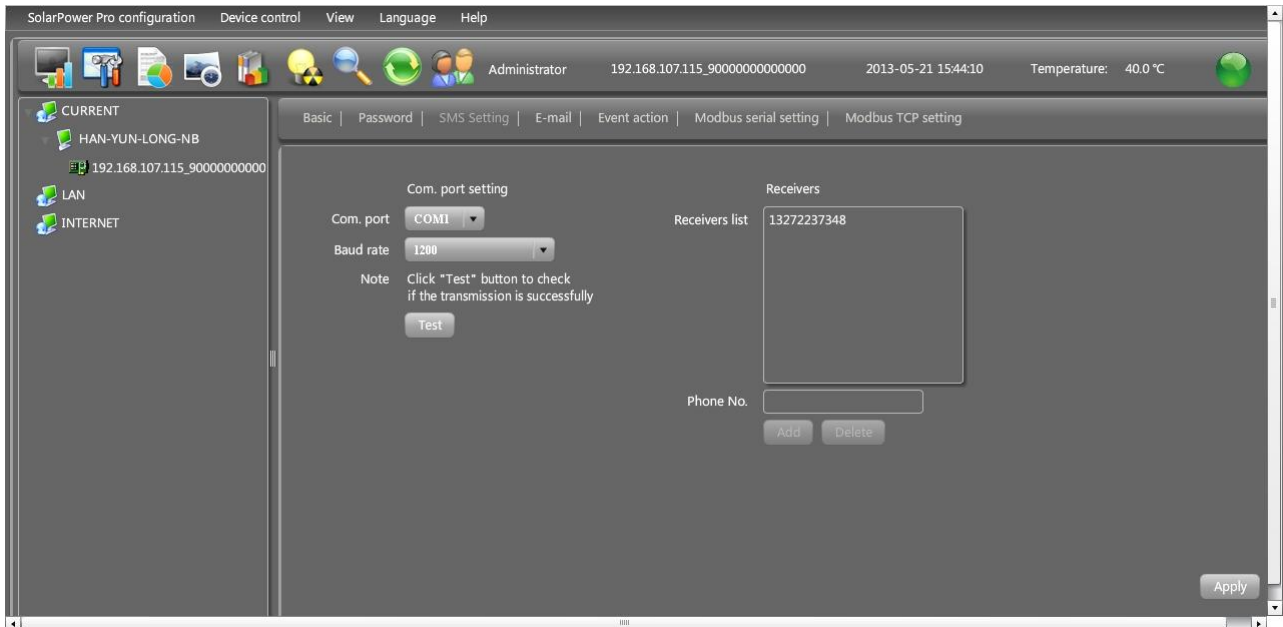 SolarPower Pro configuration Device control View Language Help
Administrator 192.168.107.115_90000000000000 2013-05-21 15:44:10 Temperature: 40.0 ℃
CURRENT
HAN-YUN-LONG-NB
192.168.107.115_90000000000
LAN
INTERNET
Basic | Password | SMS Setting | E-mail | Event action | Modbus serial setting | Modbus TCP setting
Com. port setting
Com. port COM1
Baud rate 1200
Note Click "Test" button to check
if the transmission is successfully
Test
Receivers
Receivers list 13272237348
Phone No.
Add Delete
Apply